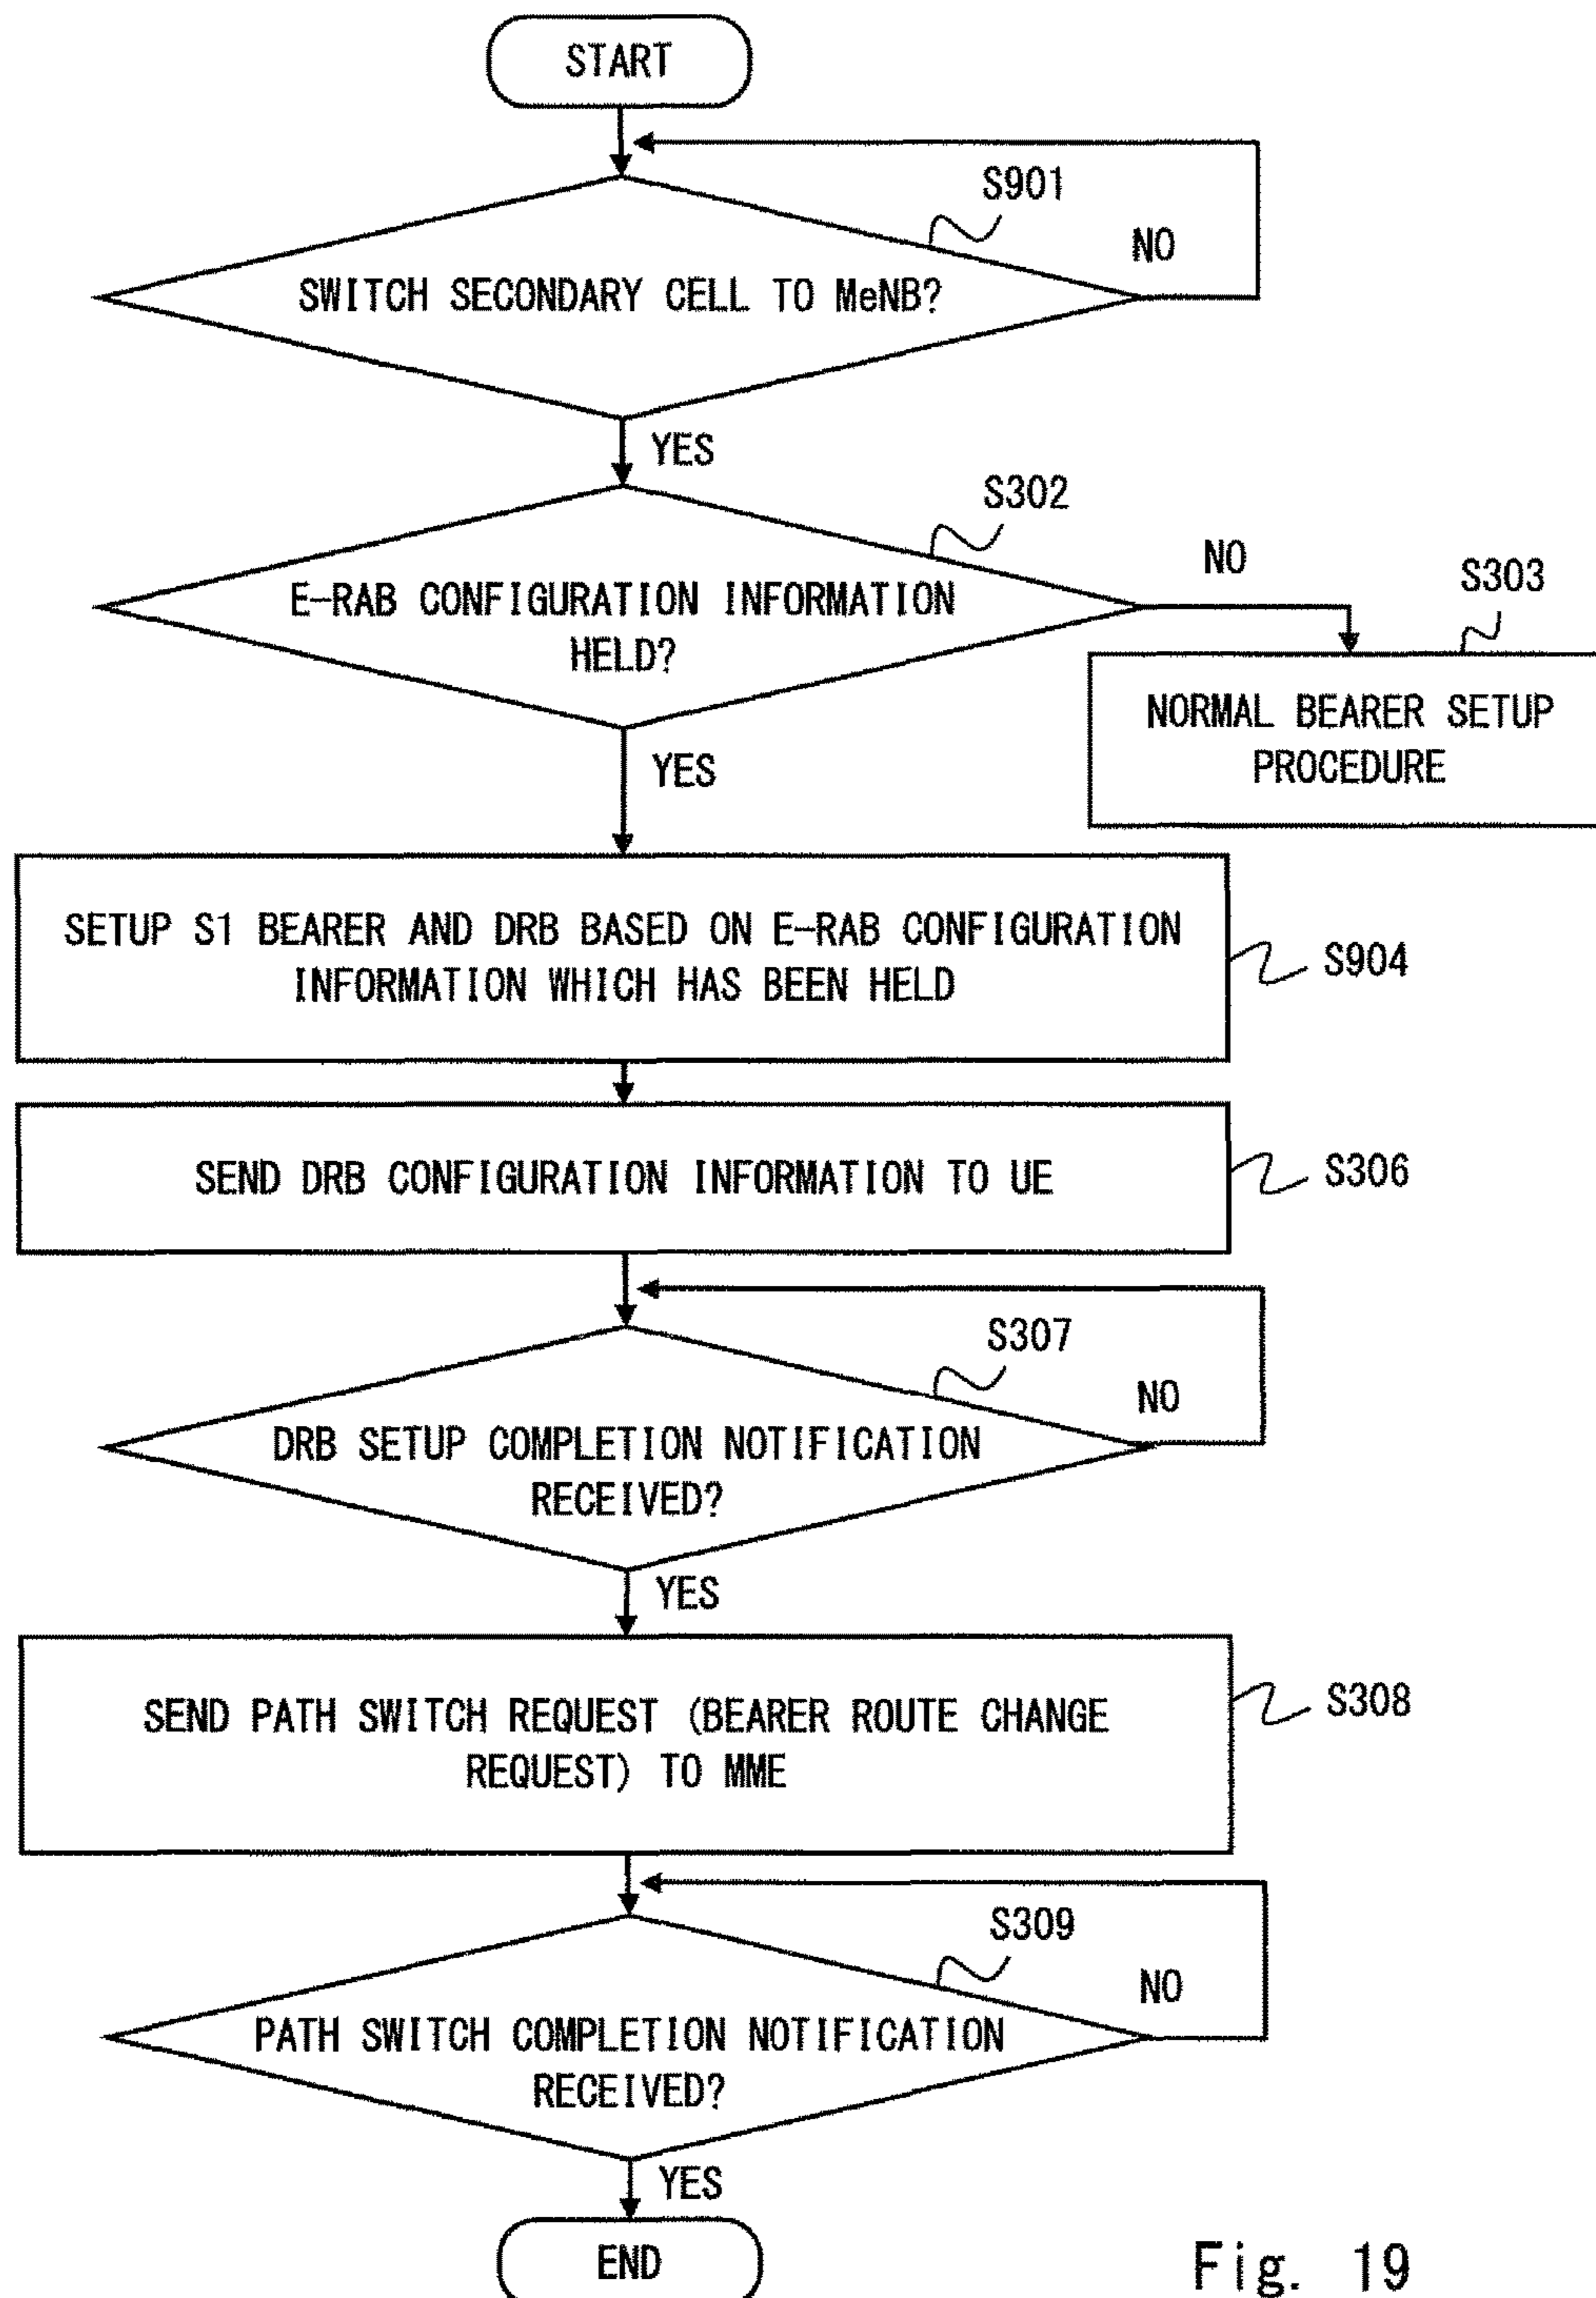 START
S901
NO
SWITCH SECONDARY CELL TO MeNB?
YES
S302
NO
E-RAB CONFIGURATION INFORMATION
HELD?
S303
NORMAL BEARER SETUP
PROCEDURE
YES
SETUP S1 BEARER AND DRB BASED ON E-RAB CONFIGURATION
INFORMATION WHICH HAS BEEN HELD
S904
SEND DRB CONFIGURATION INFORMATION TO UE
S306
S307
NO
DRB SETUP COMPLETION NOTIFICATION
RECEIVED?
YES
SEND PATH SWITCH REQUEST (BEARER ROUTE CHANGE
REQUEST) TO MME
S308
S309
NO
PATH SWITCH COMPLETION NOTIFICATION
RECEIVED?
YES
END
Fig. 19